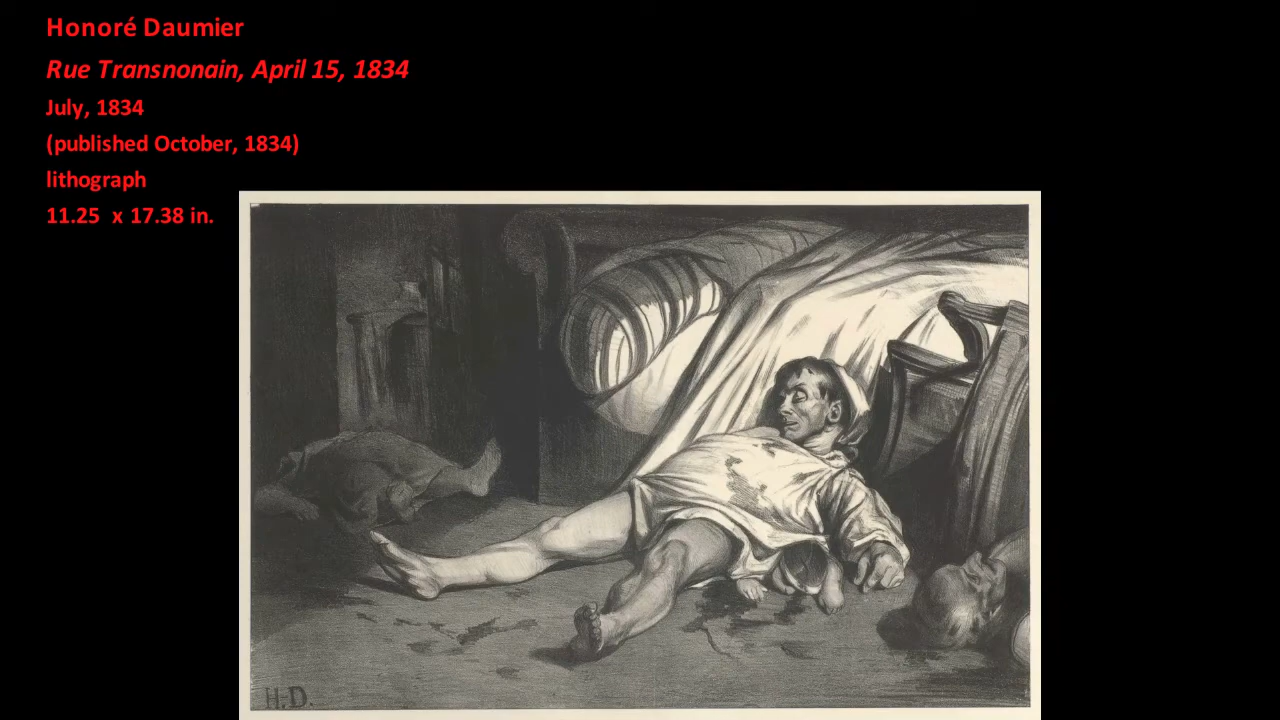 Honoré Daumier
Rue Transnonain, April 15, 1834
July, 1834
(published October, 1834)
lithograph
11.25  x 17.38 in.
H.D.